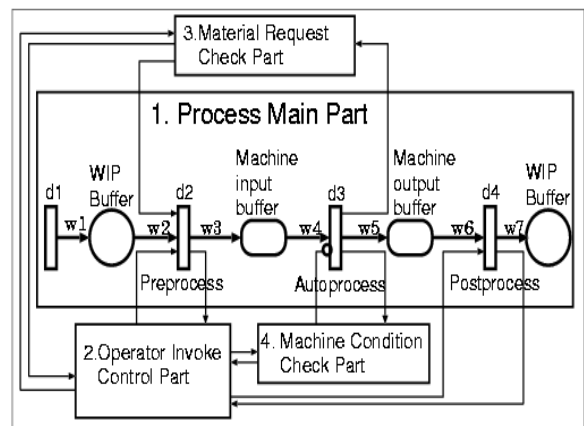 3.Material Request
Check Part
1. Process Main Part
WIP
Buffer
Machine
input
buffer
Machine
output
buffer
WIP
Buffer
d1
d2
d3
d4
w1
w2
w3
w4
w5
w6
w7
Preprocess
Autoprocess
Postprocess
2.Operator Invoke
Control Part
4. Machine Condition
Check Part